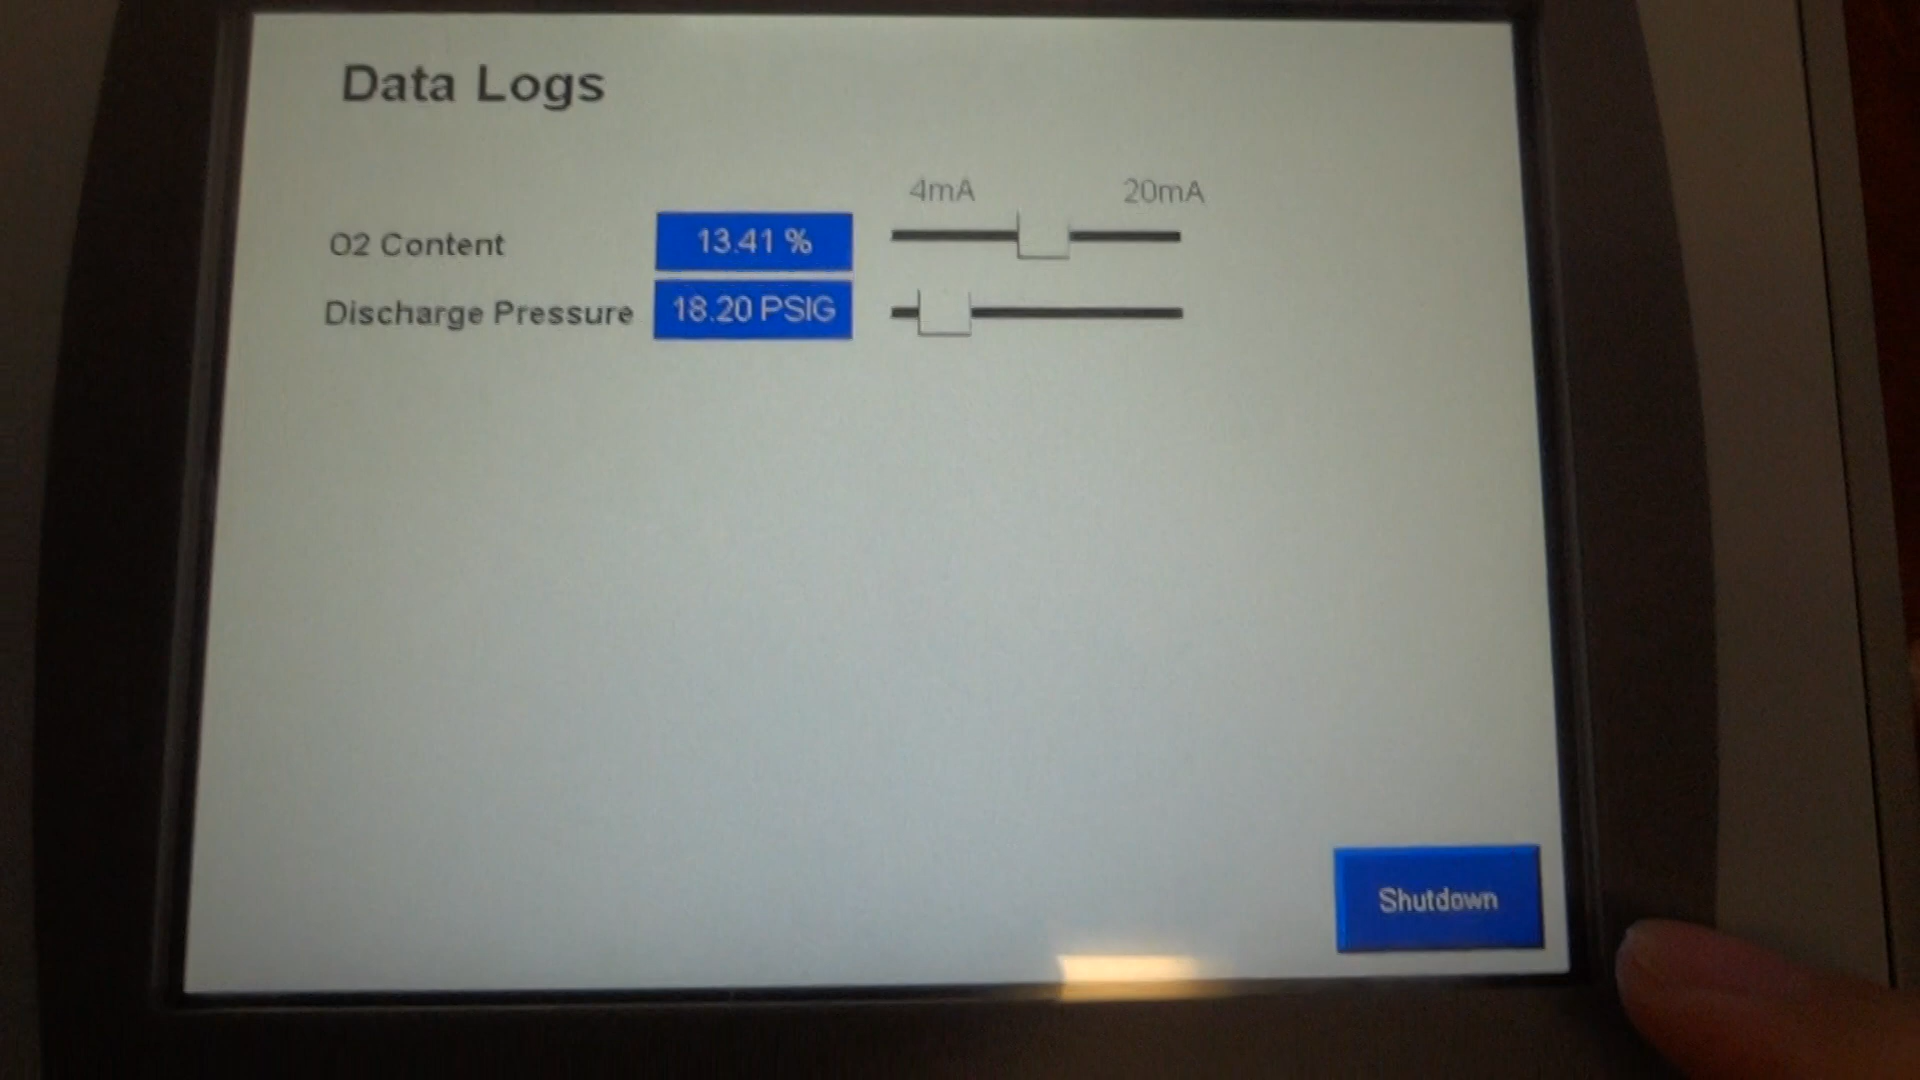 Data Logs
4mA 20mA
O2 Content 13.41 %
Discharge Pressure 18.20 PSIG
Shutdown